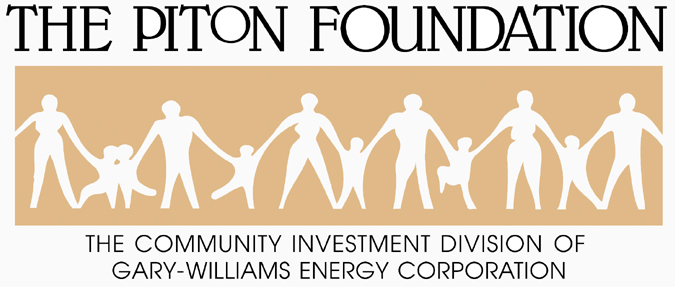 THE PITON FOUNDATION
THE COMMUNITY INVESTMENT DIVISION OF
GARY-WILLIAMS ENERGY CORPORATION